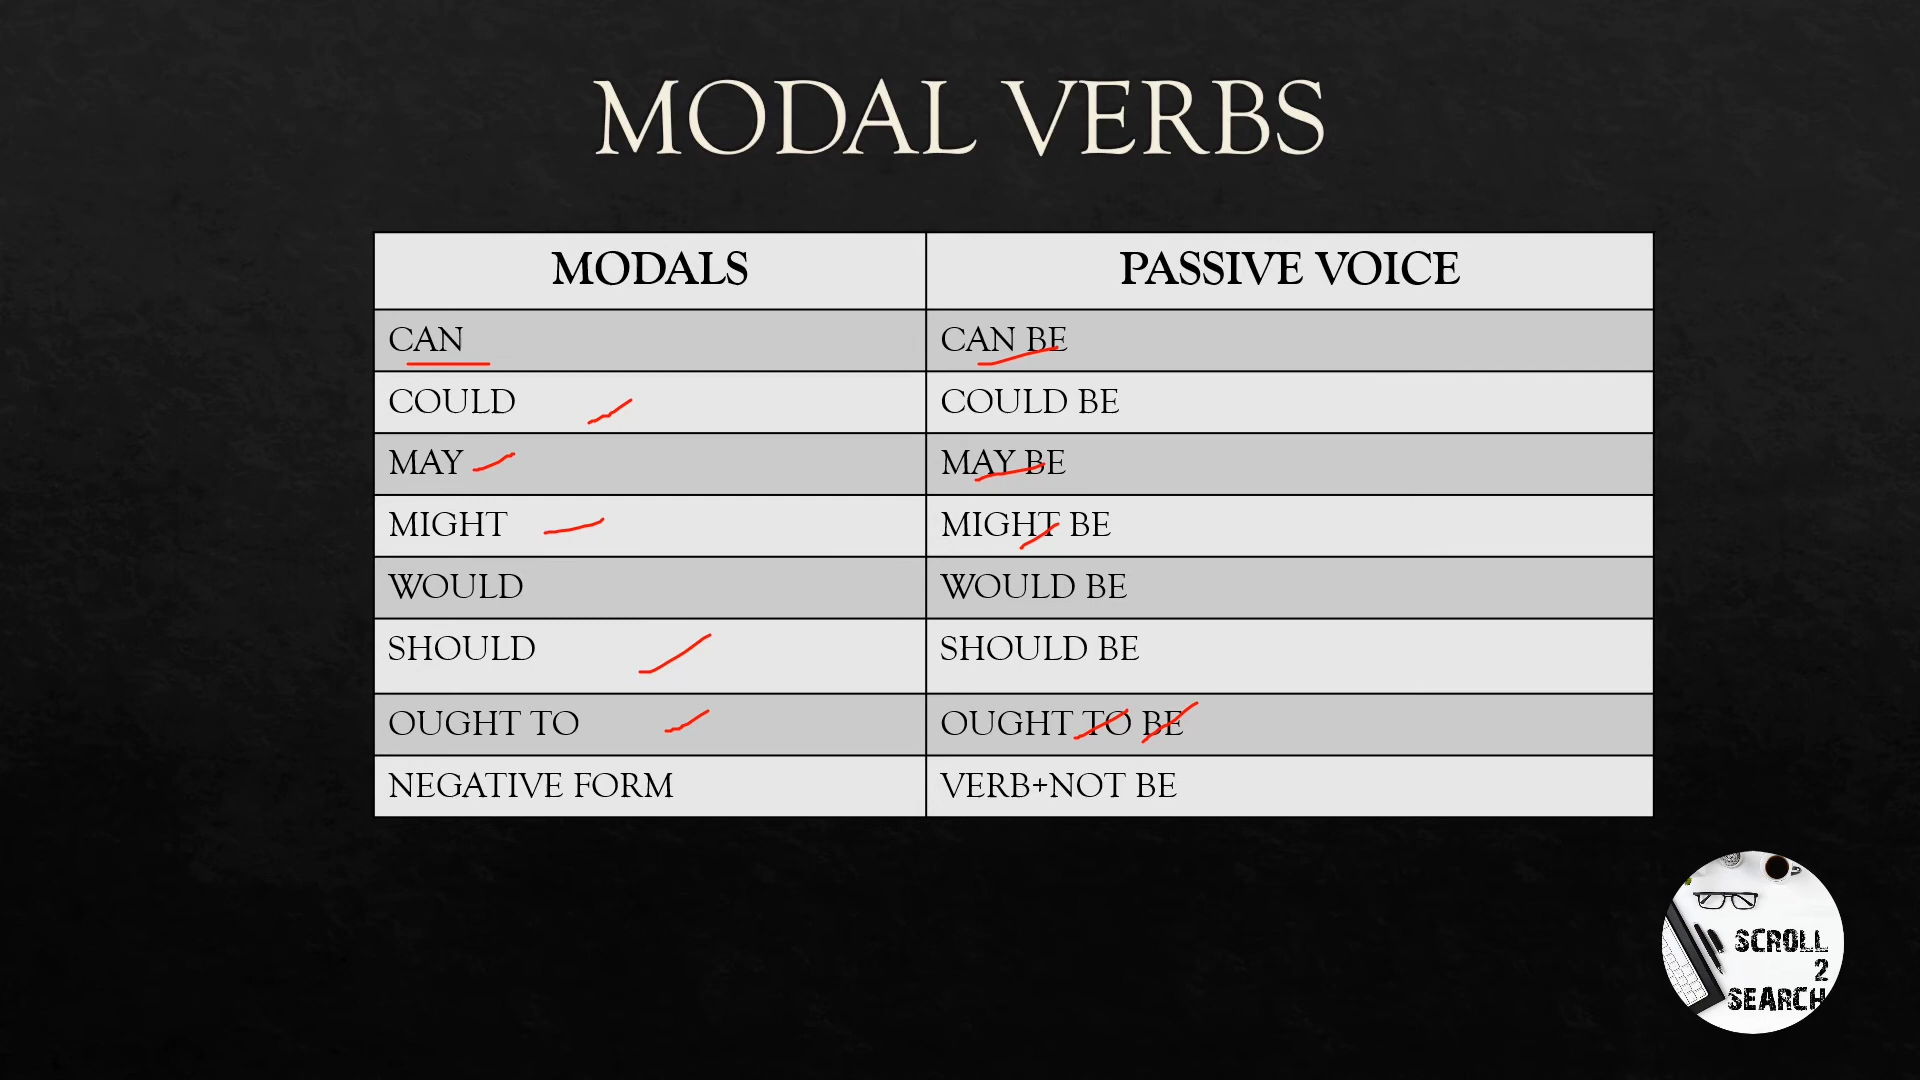 MODAL VERBS
MODALS PASSIVE VOICE
CAN CAN BE
COULD COULD BE
MAY MAY BE
MIGHT MIGHT BE
WOULD WOULD BE
SHOULD SHOULD BE
OUGHT TO OUGHT TO BE
NEGATIVE FORM VERB+NOT BE
SCROLL
2
SEARCH